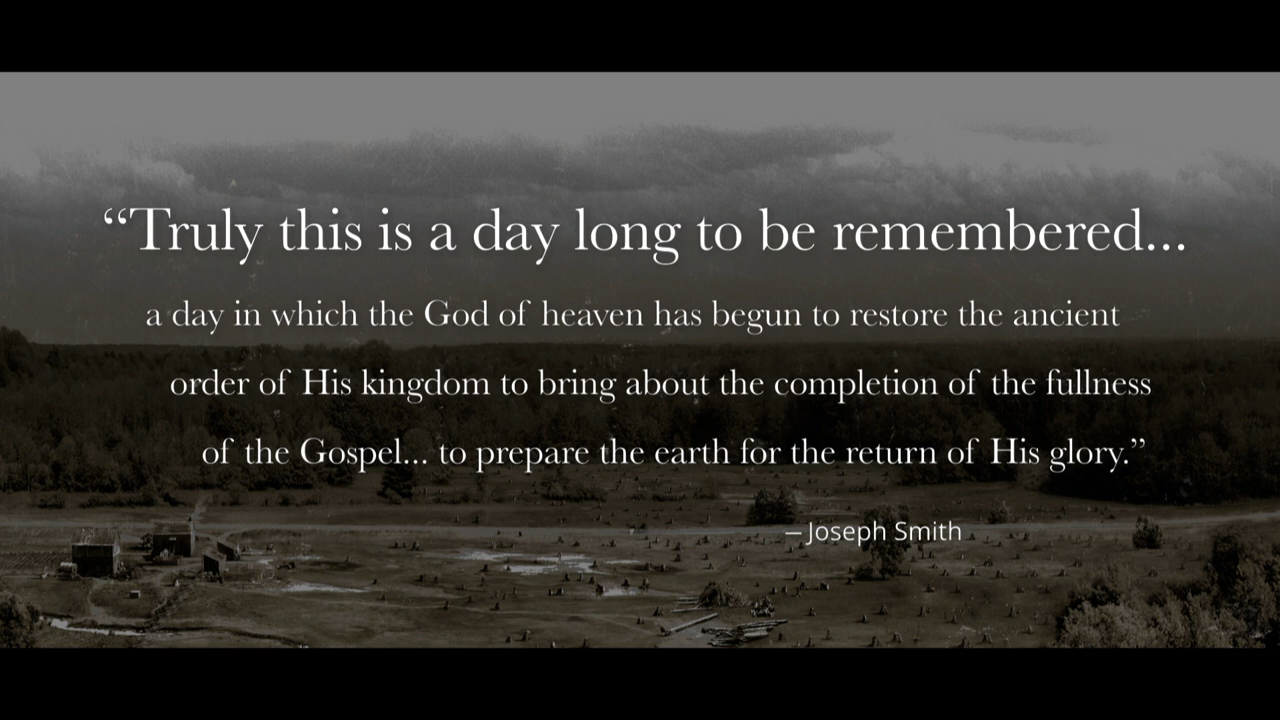 “Truly this is a day long to be remembered...
a day in which the God of heaven has begun to restore the ancient
order of His kingdom to bring about the completion of the fullness
of the Gospel... to prepare the earth for the return of His glory.”
– Joseph Smith